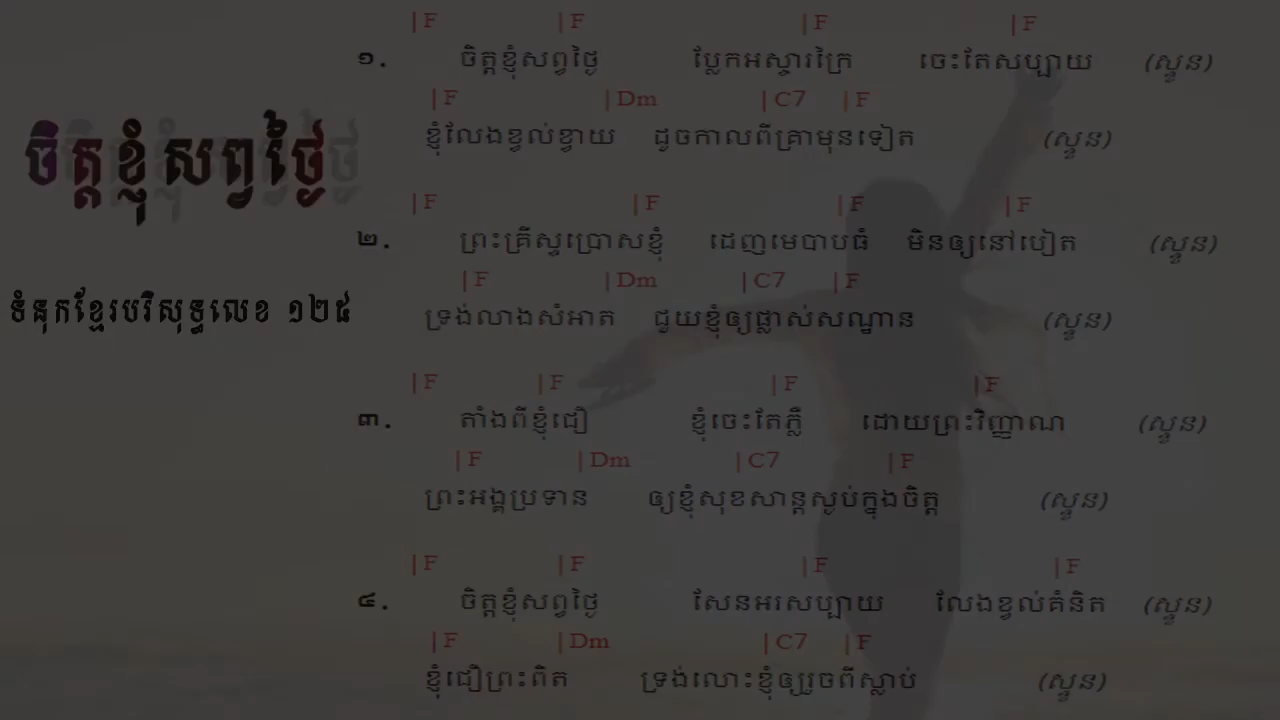 ចិត្តខ្ញុំសព្វថ្ងៃ
ទំនុកខ្មែរបរិសុទ្ធលេខ ១២៥
|F |F |F |F
១. ចិត្តខ្ញុំសព្វថ្ងៃ ប្លែកអស្ចារក្រៃ ចេះតែសប្បាយ (ស្ទូន)
|F |Dm |C7 |F
ខ្ញុំលែងខ្វល់ខ្វាយ ដូចកាលពីគ្រាមុនទៀត (ស្ទូន)
|F |F |F |F
២. ព្រះគ្រីស្ទប្រោសខ្ញុំ ដេញមេបាបធំ មិនឲ្យនៅបៀត (ស្ទូន)
|F |Dm |C7 |F
ទ្រង់លាងសំអាត ជួយខ្ញុំឲ្យផ្លាស់សណ្ឋាន (ស្ទូន)
|F |F |F |F
៣. តាំងពីខ្ញុំជឿ ខ្ញុំចេះតែភ្លឺ ដោយព្រះវិញ្ញាណ (ស្ទូន)
|F |Dm |C7 |F
ព្រះអង្គប្រទាន ឲ្យខ្ញុំសុខសាន្តស្ងប់ក្នុងចិត្ត (ស្ទូន)
|F |F |F |F
៤. ចិត្តខ្ញុំសព្វថ្ងៃ សែនអរសប្បាយ លែងខ្វល់គំនិត (ស្ទូន)
|F |Dm |C7 |F
ខ្ញុំជឿព្រះពិត ទ្រង់លោះខ្ញុំឲ្យរួចពីស្លាប់ (ស្ទូន)